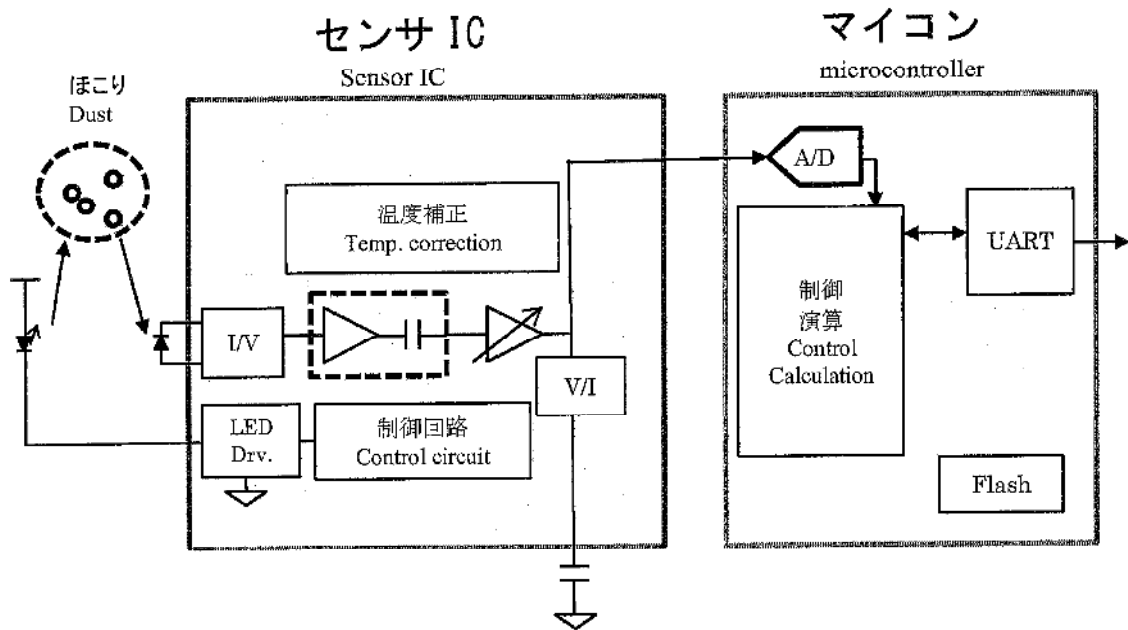 センサ IC
Sensor IC
マイコン
microcontroller
ほこり
Dust
A/D
温度補正
Temp. correction
UART
制御
演算
Control
Calculation
I/V
V/I
LED
Drv.
制御回路
Control circuit
Flash